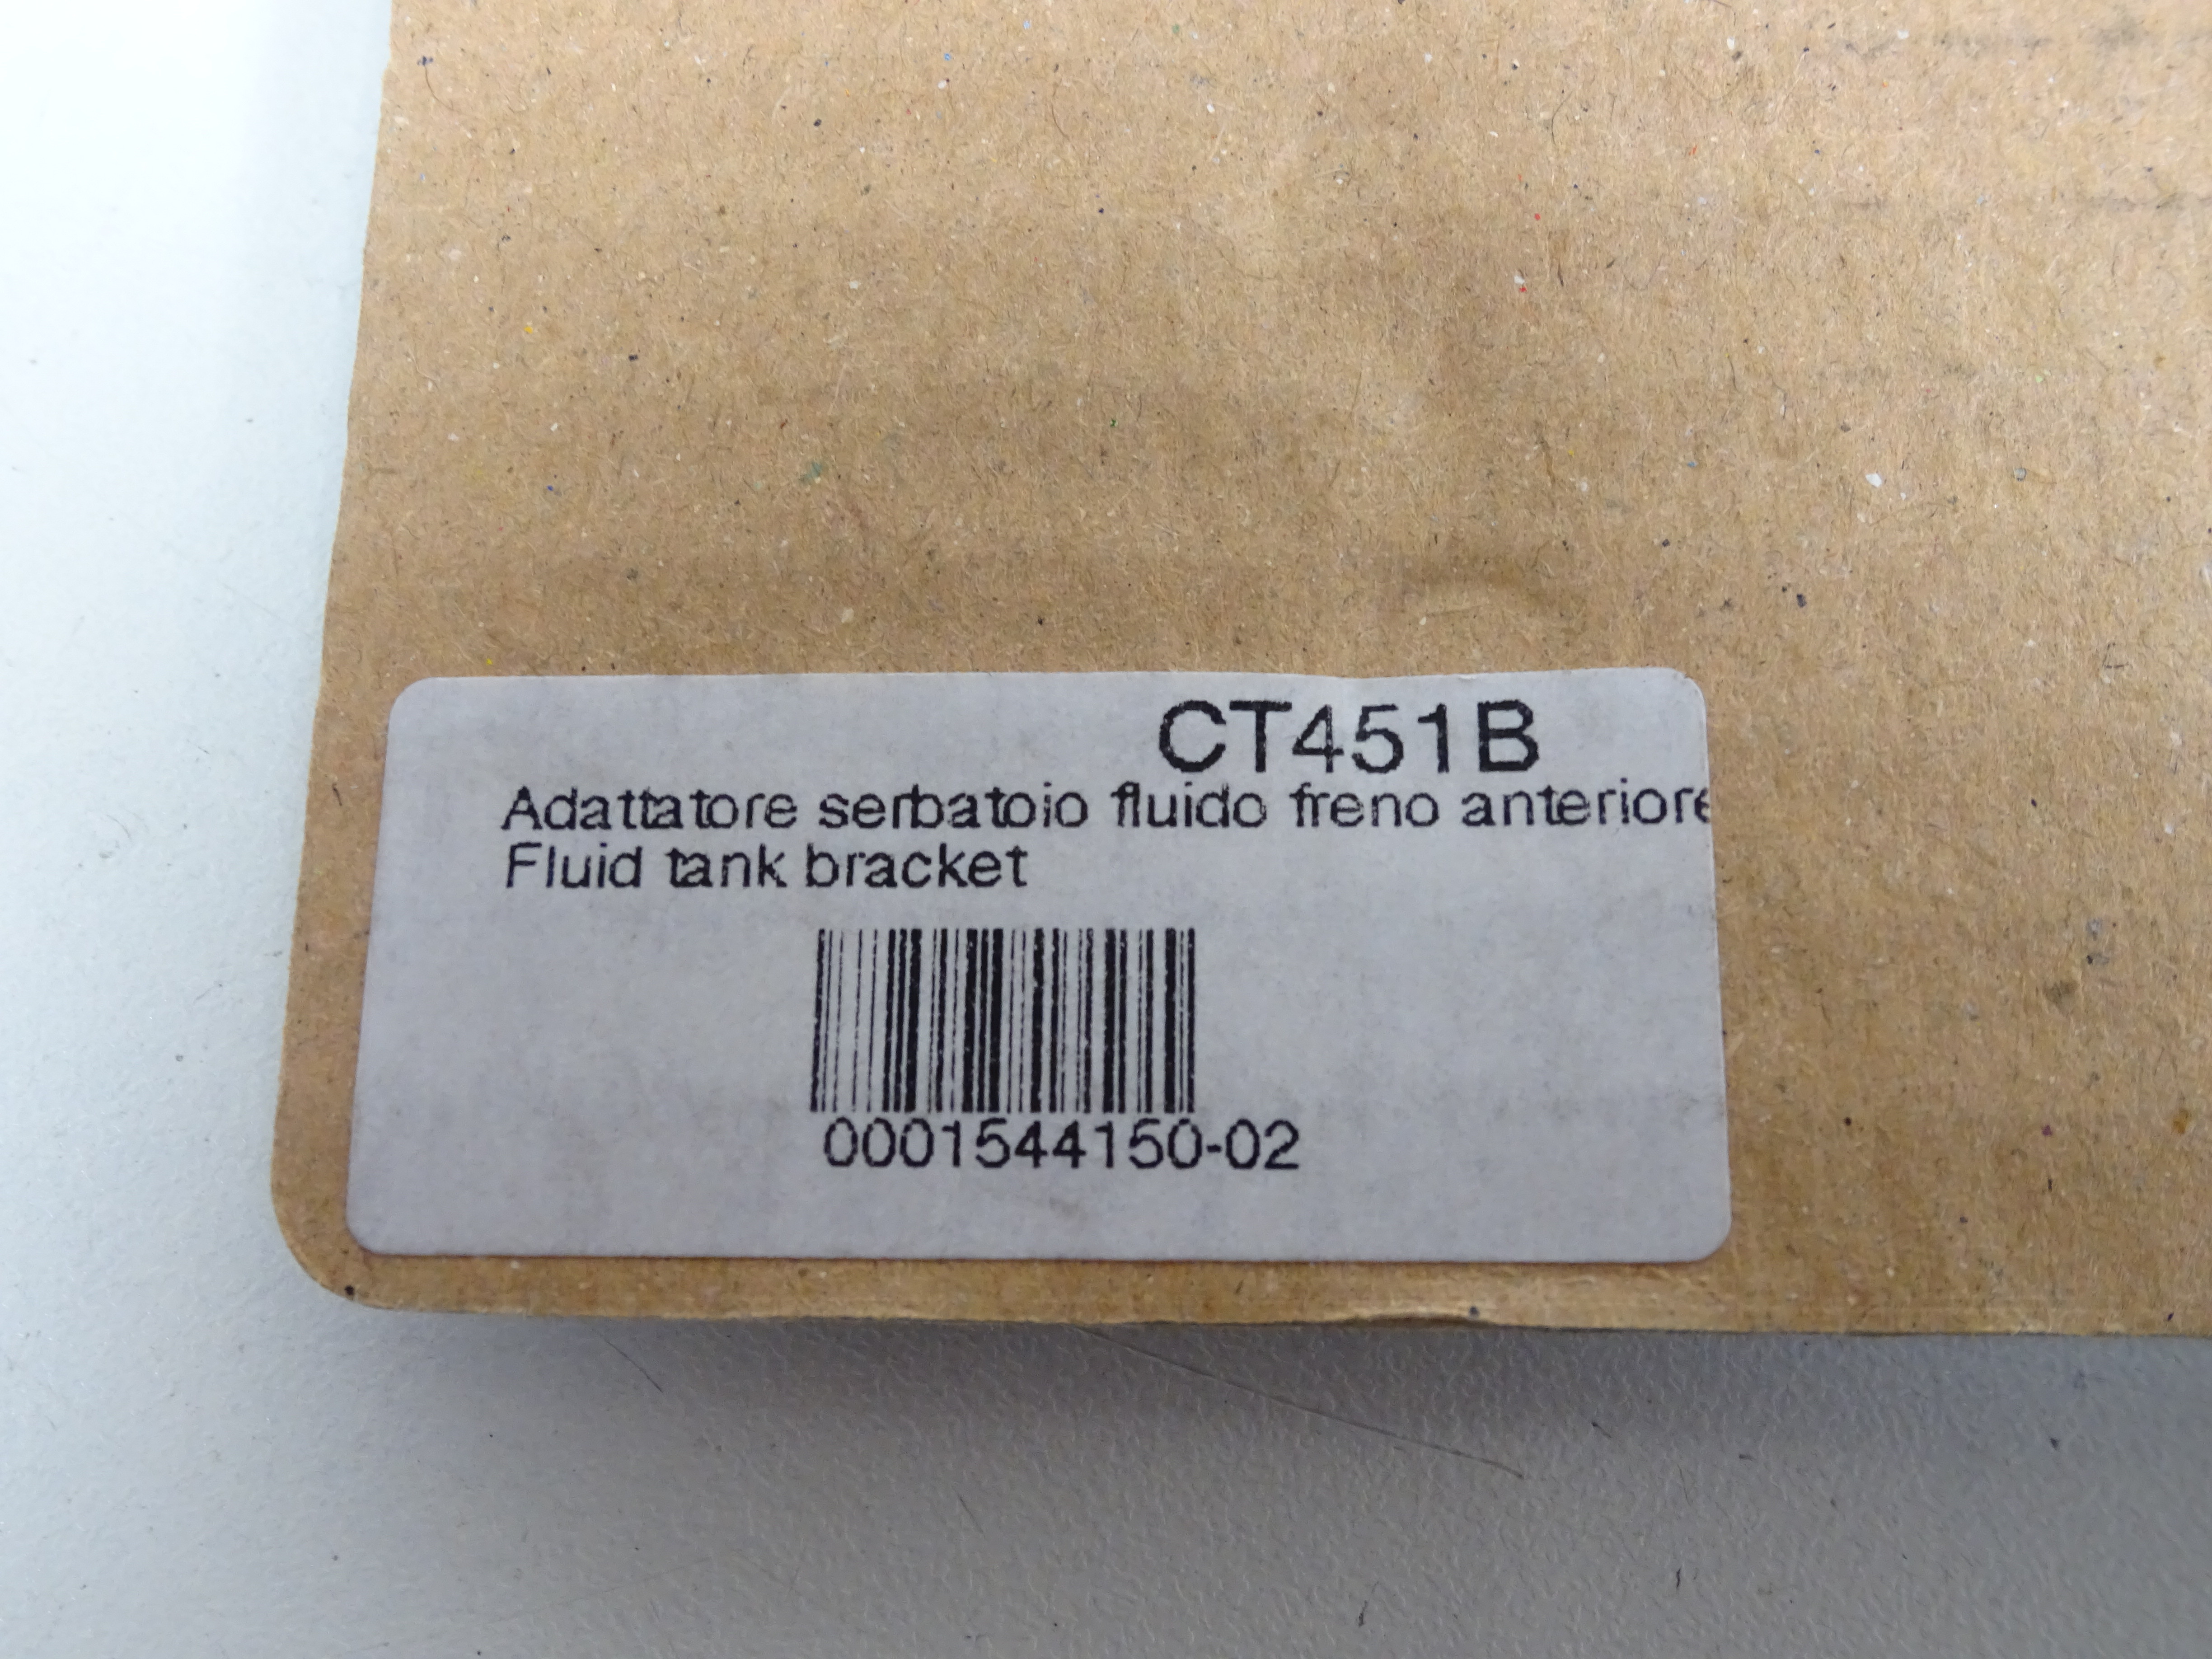 CT451B
Adattatore serbatoio fluido freno anteriore
Fluid tank bracket
0001544150-02